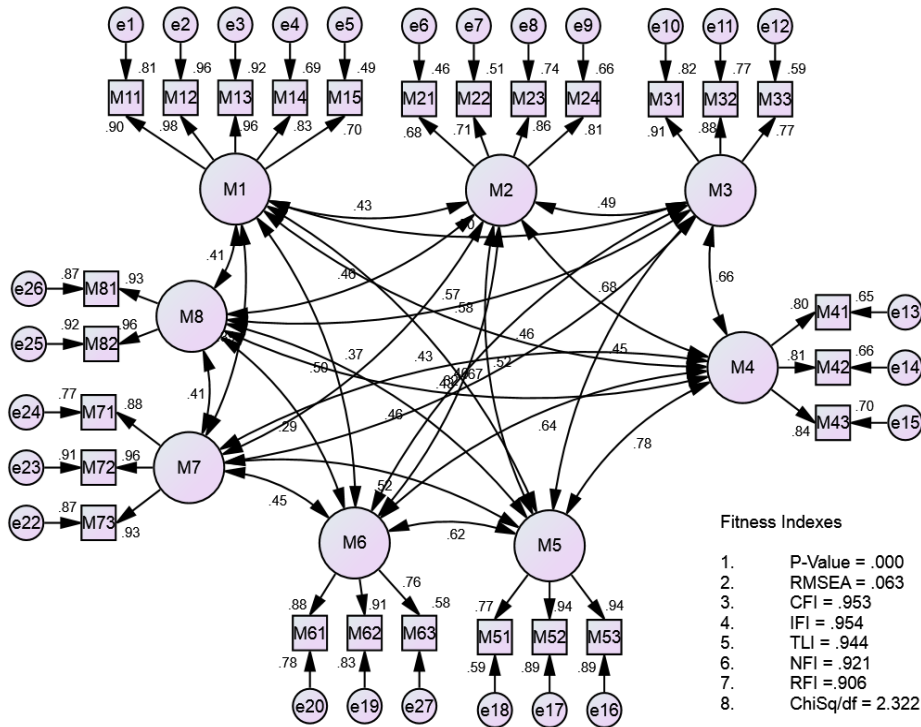 e1 e2 e3 e4 e5 e6 e7 e8 e9 e10 e11 e12
.81 .96 .92 .69 .49 .46 .51 .74 .66 .82 .77 .59
M11 M12 M13 M14 M15 M21 M22 M23 M24 M31 M32 M33
.90 .98 .96 .83 .70 .68 .71 .86 .81 .91 .88 .77
M1 M2 M3
.43 .49
.41 .46 .66
.57 .68
.58
e26 .87 M81 .93
M8
e25 .92 M82 .96
.80 M41 .65 e13
M4 .81 M42 .66 e14
.84 M43 .70 e15
.46
.50 .37 .43 .52 .45
.67
.41
e24 .77 M71 .88
.29 .46 .64 .78
e23 .91 M72 .96 M7
e22 .87 M73 .93
.45 .52
.62
M6 M5
.88 .91 .76 .58 .77 .94 .94
M61 M62 M63 M51 M52 M53
.78 .83 .59 .89 .89
e20 e19 e27 e18 e17 e16
Fitness Indexes
1. P-Value = .000
2. RMSEA = .063
3. CFI = .953
4. IFI = .954
5. TLI = .944
6. NFI = .921
7. RFI = .906
8. ChiSq/df = 2.322